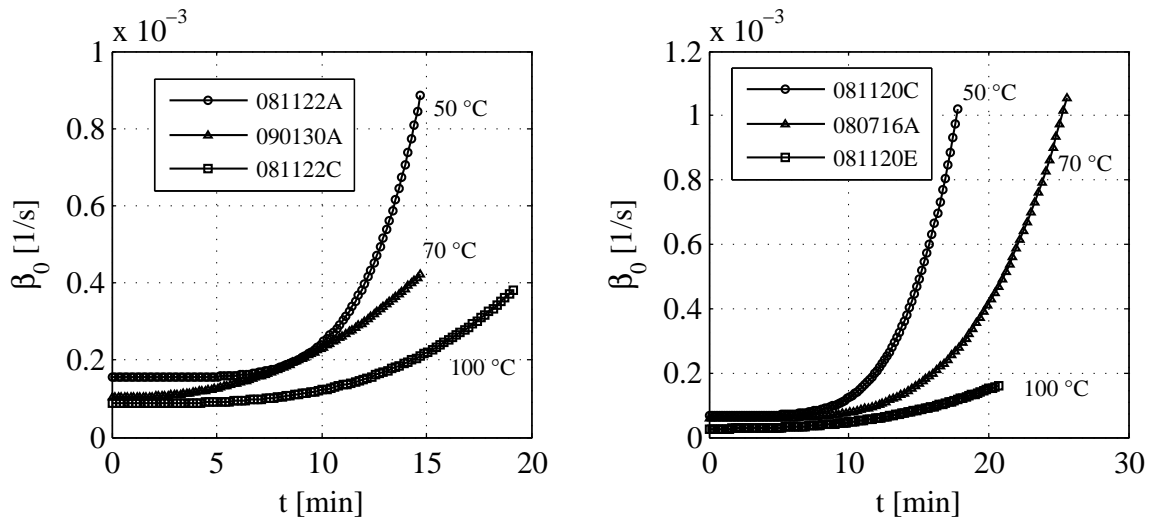 x 10⁻³
1
0.8
0.6
0.4
0.2
0
0
5
10
15
20
β₀ [1/s]
t [min]
081122A
090130A
081122C
50 °C
70 °C
100 °C
x 10⁻³
1.2
1
0.8
0.6
0.4
0.2
0
0
10
20
30
β₀ [1/s]
t [min]
081120C
080716A
081120E
50 °C
70 °C
100 °C